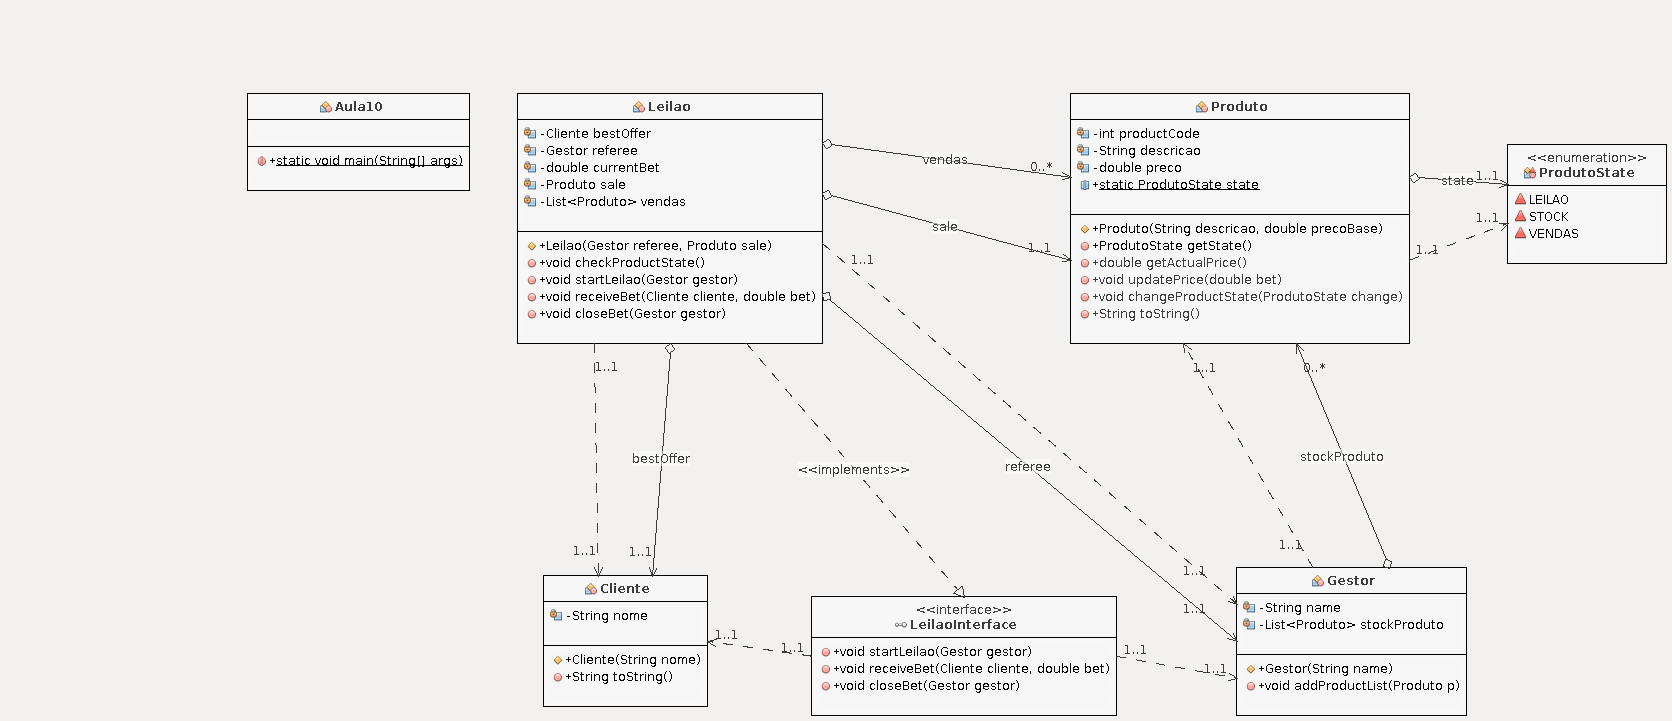 Aula10
+static void main(String[] args)
Leilao
-Cliente bestOffer
-Gestor referee
-double currentBet
-Produto sale
-List<Produto> vendas
+Leilao(Gestor referee, Produto sale)
+void checkProductState()
+void startLeilao(Gestor gestor)
+void receiveBet(Cliente cliente, double bet)
+void closeBet(Gestor gestor)
vendas
0..*
sale
1..1
1..1
Produto
-int productCode
-String descricao
-double preco
+static ProdutoState state
+Produto(String descricao, double precoBase)
+ProdutoState getState()
+double getActualPrice()
+void updatePrice(double bet)
+void changeProductState(ProdutoState change)
+String toString()
state
1..1
1..1
1..1
<<enumeration>>
ProdutoState
LEILAO
STOCK
VENDAS
1..1
bestOffer
<<implements>>
referee
1..1
0..*
stockProduto
1..1
1..1
1..1
1..1
1..1
Cliente
-String nome
+Cliente(String nome)
+String toString()
1..1
1..1
<<interface>>
LeilaoInterface
+void startLeilao(Gestor gestor)
+void receiveBet(Cliente cliente, double bet)
+void closeBet(Gestor gestor)
1..1
1..1
Gestor
-String name
-List<Produto> stockProduto
+Gestor(String name)
+void addProductList(Produto p)